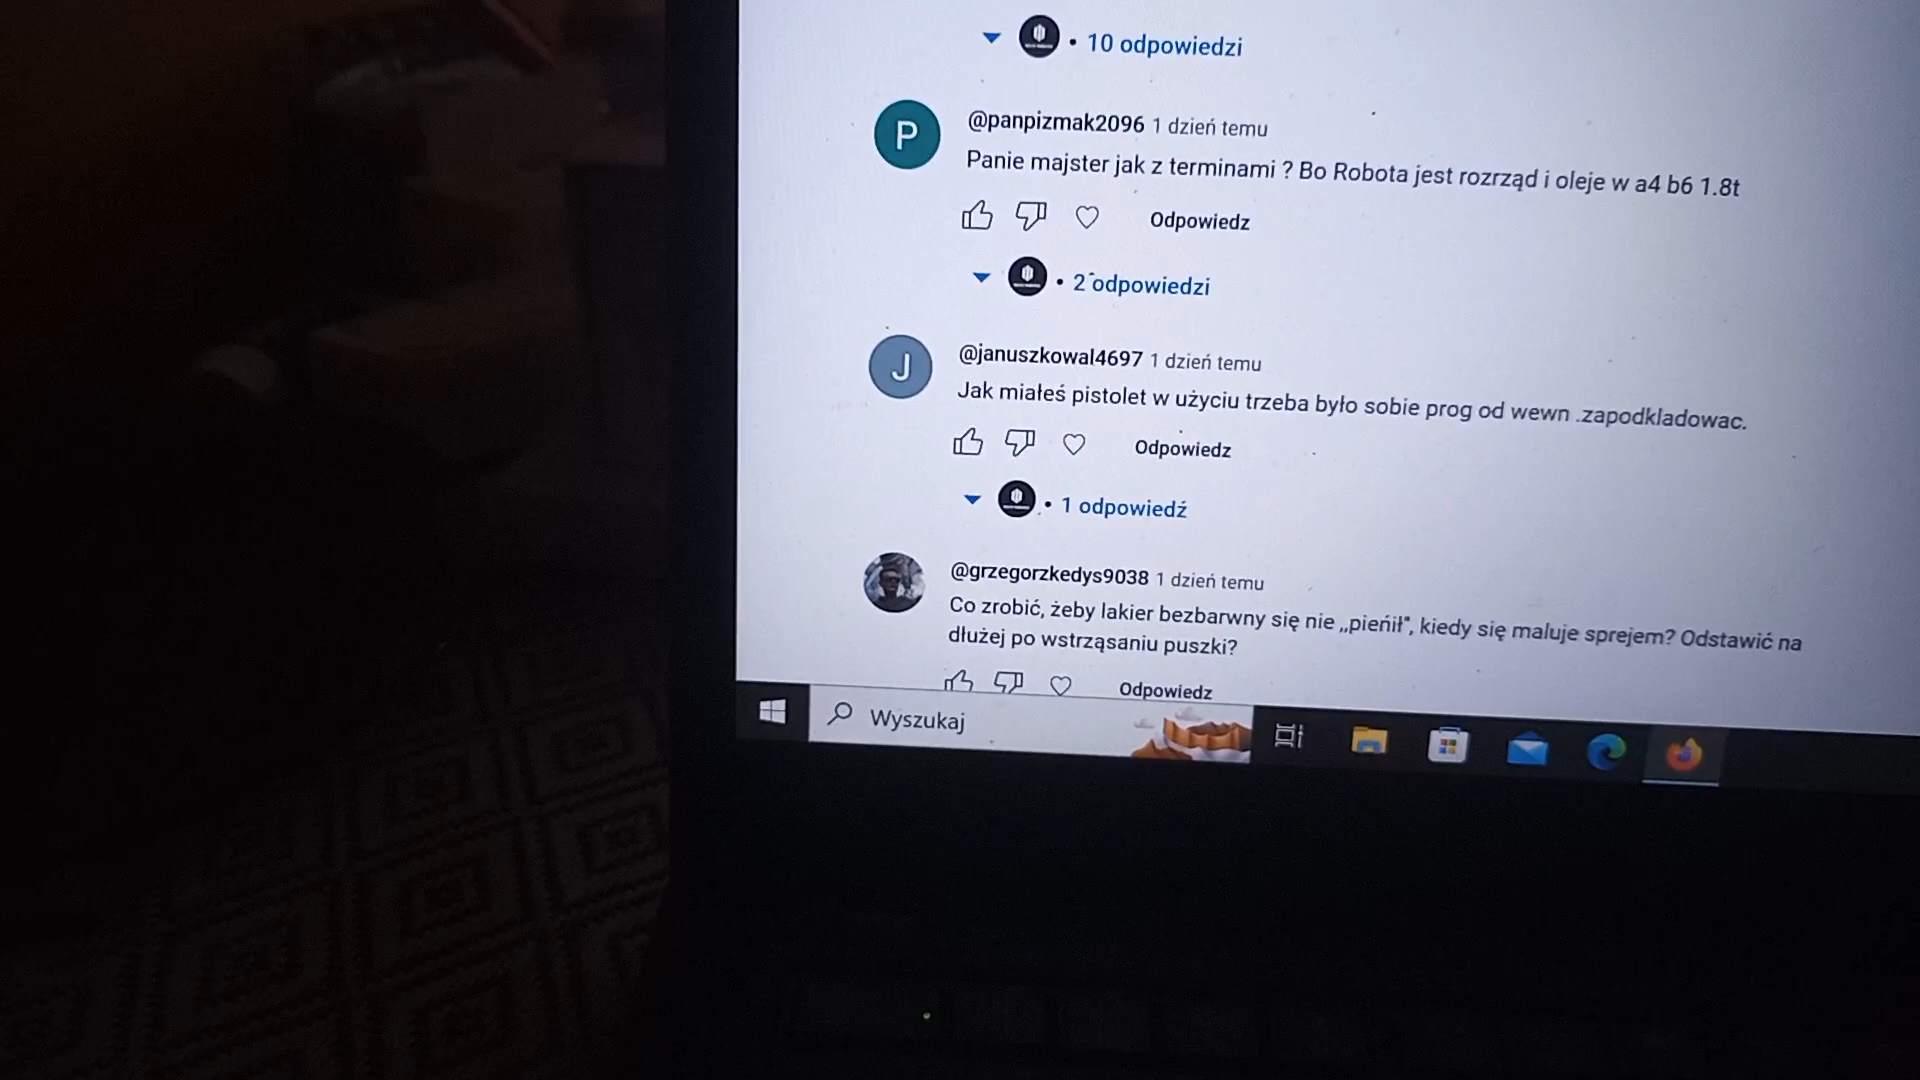 • 10 odpowiedzi
P
@panpizmak2096 1 dzień temu
Panie majster jak z terminami ? Bo Robota jest rozrząd i oleje w a4 b6 1.8t
Odpowiedz
• 2 odpowiedzi
J
@januszkowal4697 1 dzień temu
Jak miałeś pistolet w użyciu trzeba było sobie prog od wewn .zapodkladowac.
Odpowiedz
• 1 odpowiedź
@grzegorzkedys9038 1 dzień temu
Co zrobić, żeby lakier bezbarwny się nie ,,pienił", kiedy się maluje sprejem? Odstawić na
dłużej po wstrząsaniu puszki?
Odpowiedz
Wyszukaj